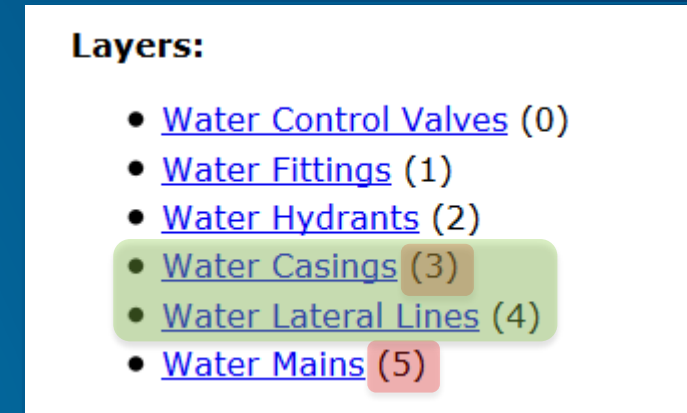 Layers:
• Water Control Valves (0)
• Water Fittings (1)
• Water Hydrants (2)
• Water Casings (3)
• Water Lateral Lines (4)
• Water Mains (5)